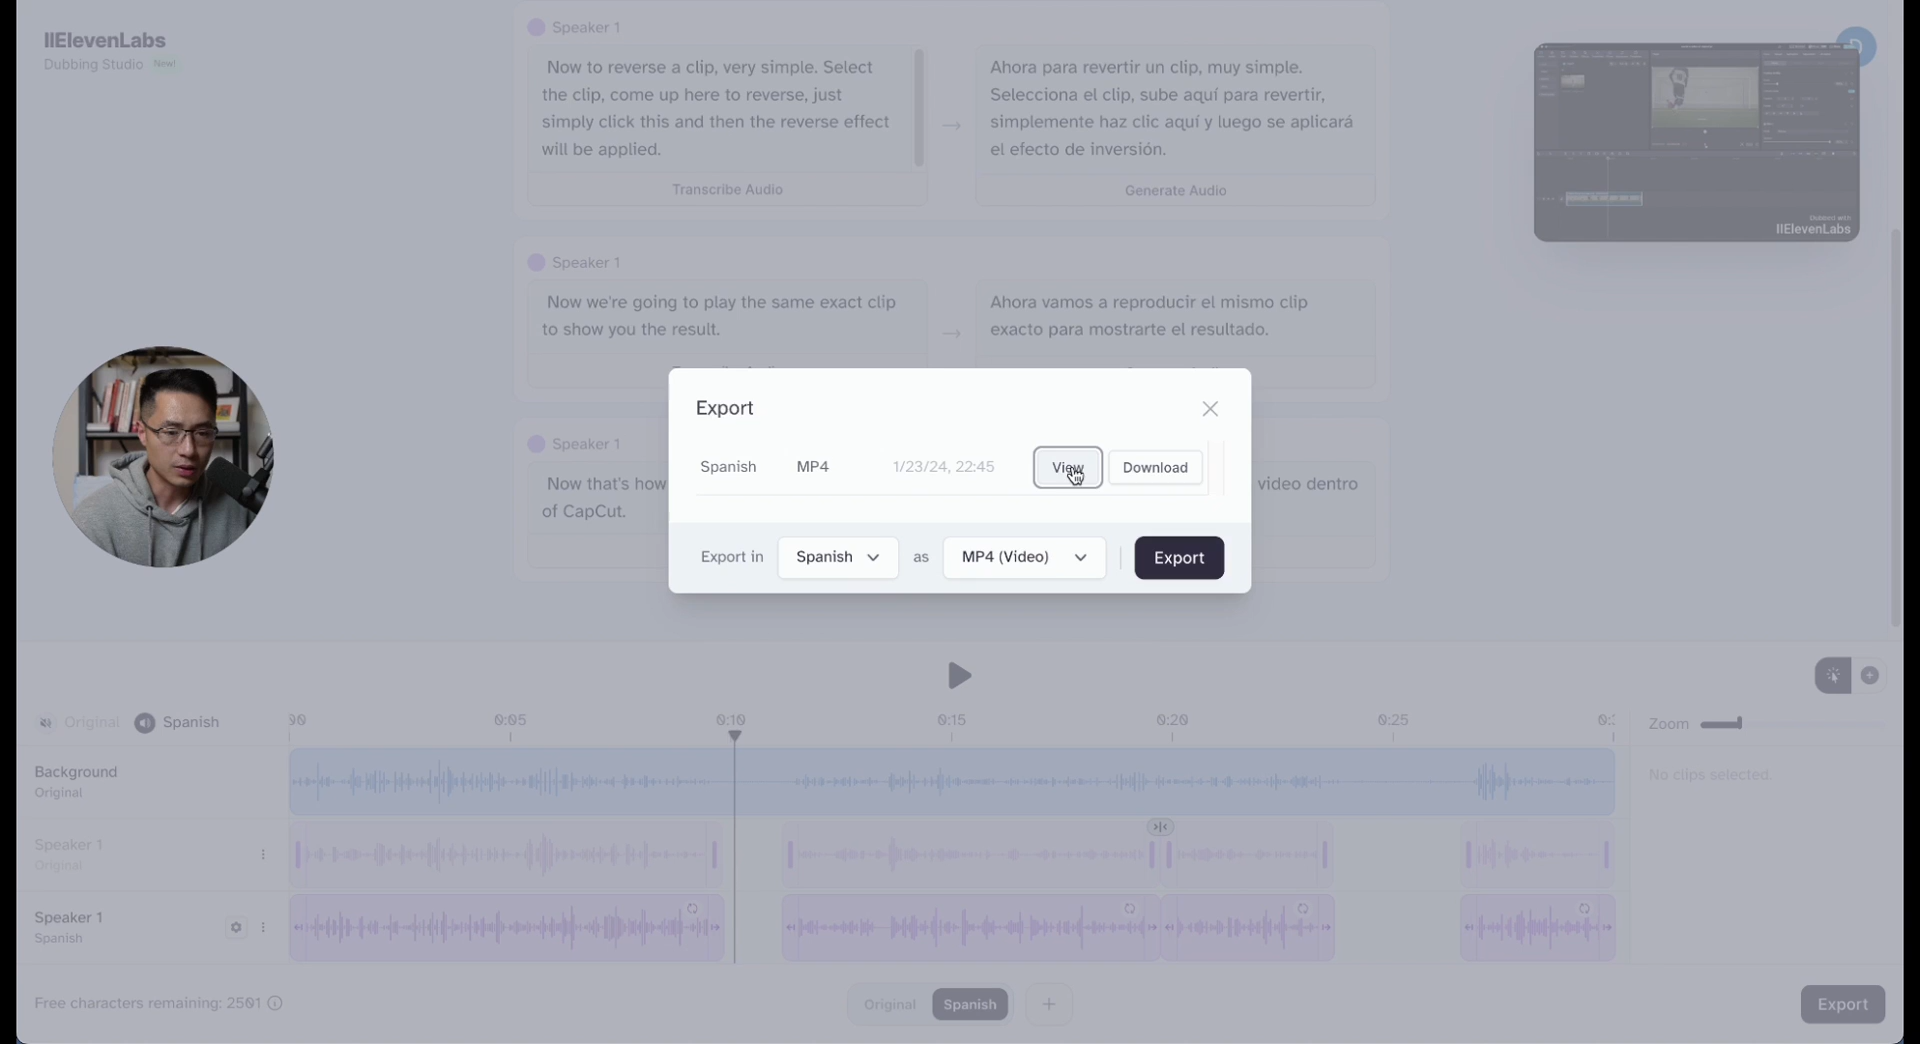 IIElevenLabs
Dubbing Studio New!
Speaker 1
Now to reverse a clip, very simple. Select
the clip, come up here to reverse, just
simply click this and then the reverse effect
will be applied.
Transcribe Audio
Ahora para revertir un clip, muy simple.
Selecciona el clip, sube aquí para revertir,
simplemente haz clic aquí y luego se aplicará
el efecto de inversión.
Generate Audio
D
Dubbed with
IIElevenLabs
Speaker 1
Now we're going to play the same exact clip
to show you the result.
Ahora vamos a reproducir el mismo clip
exacto para mostrarte el resultado.
Speaker 1
Now that's how
of CapCut.
video dentro
Export
Spanish MP4 1/23/24, 22:45 View Download
Export in Spanish as MP4 (Video) Export
Original Spanish
0:05 0:10 0:15 0:20 0:25
Zoom
Background
Original
No clips selected.
Speaker 1
Original
Speaker 1
Spanish
Free characters remaining: 2501
Original Spanish
Export